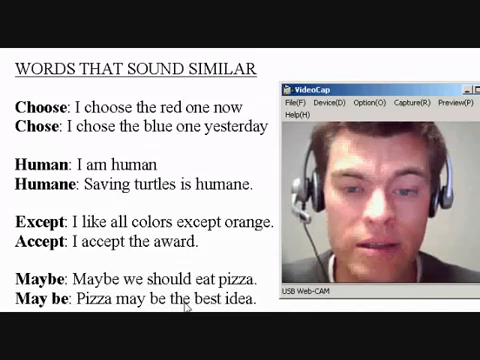 WORDS THAT SOUND SIMILAR
Choose: I choose the red one now
Chose: I chose the blue one yesterday
Human: I am human
Humane: Saving turtles is humane.
Except: I like all colors except orange.
Accept: I accept the award.
Maybe: Maybe we should eat pizza.
May be: Pizza may be the best idea.
VideoCap
File(F) Device(D) Option(O) Capture(R) Preview(P)
Help(H)
USB Web-CAM